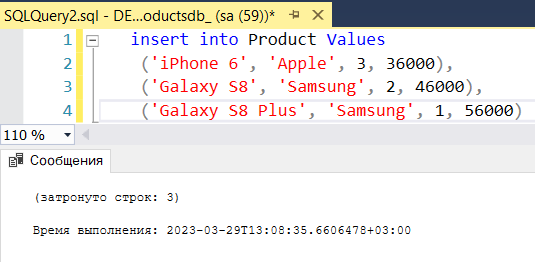 SQLQuery2.sql - DE...oductsdb_ (sa (59))*
1 insert into Product Values
2 ('iPhone 6', 'Apple', 3, 36000),
3 ('Galaxy S8', 'Samsung', 2, 46000),
4 ('Galaxy S8 Plus', 'Samsung', 1, 56000)
110 %
Сообщения
(затронуто строк: 3)
Время выполнения: 2023-03-29T13:08:35.6606478+03:00